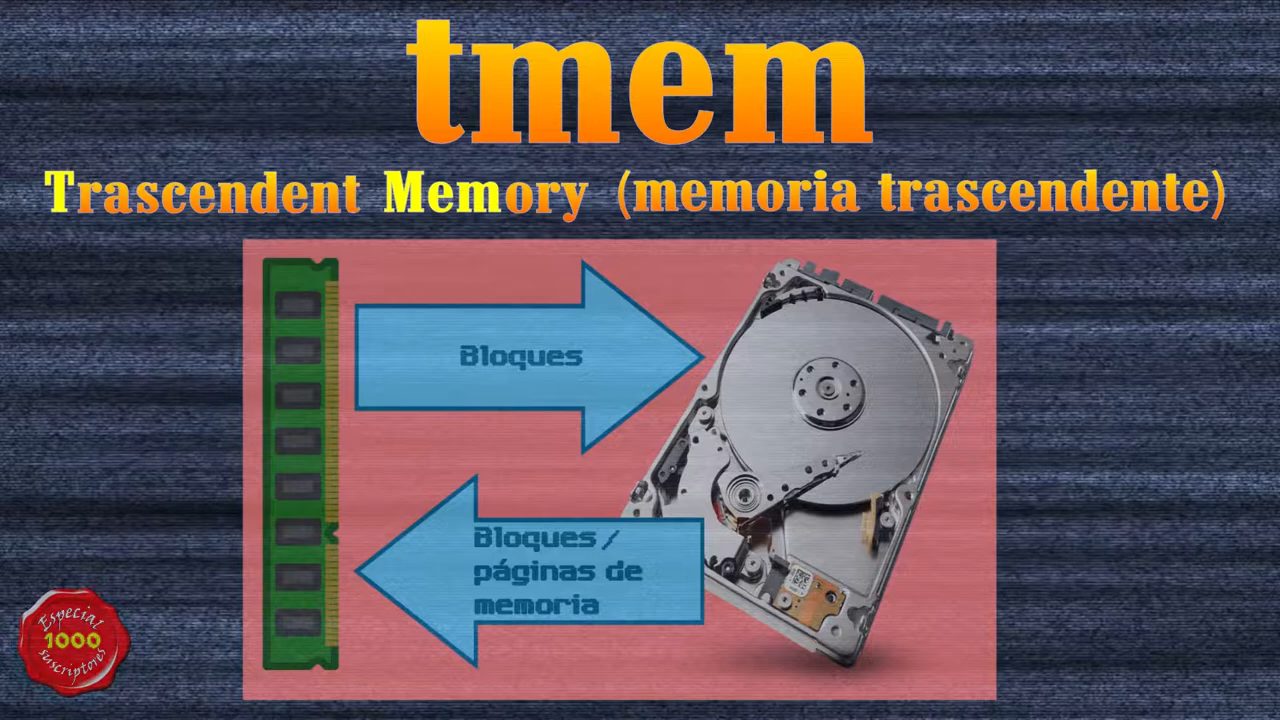 tmem
Trascendent Memory (memoria trascendente)
Bloques
Bloques /
páginas de
memoria
Especial
1000
suscriptores